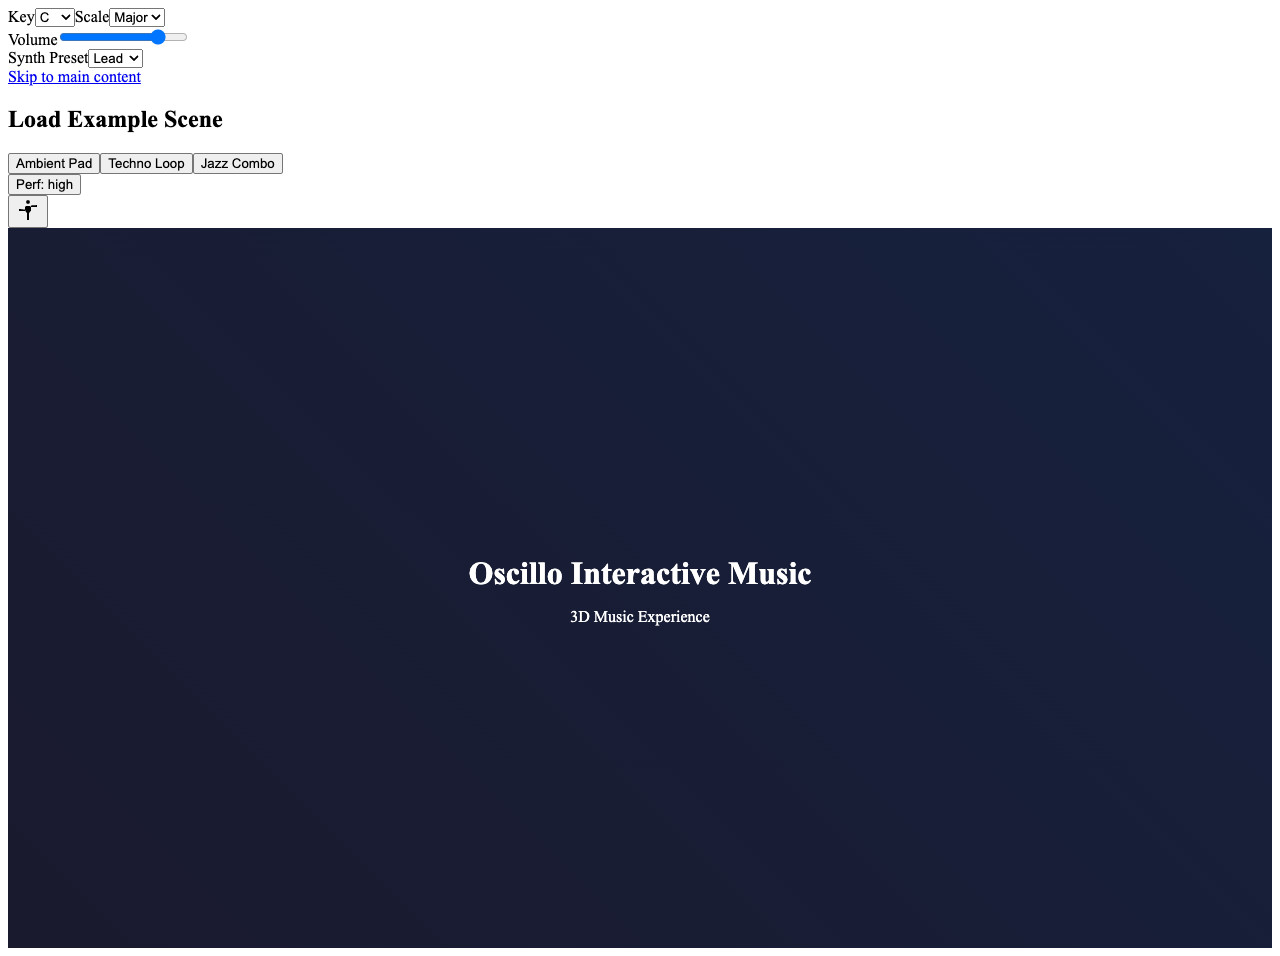 Key C Scale Major
Volume
Synth Preset Lead
Skip to main content
Load Example Scene
Ambient Pad Techno Loop Jazz Combo
Perf: high
Oscillo Interactive Music
3D Music Experience